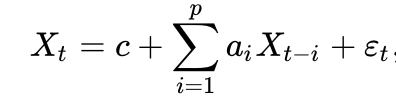 X_t = c + \sum_{i=1}^{p} a_i X_{t-i} + \varepsilon_t,